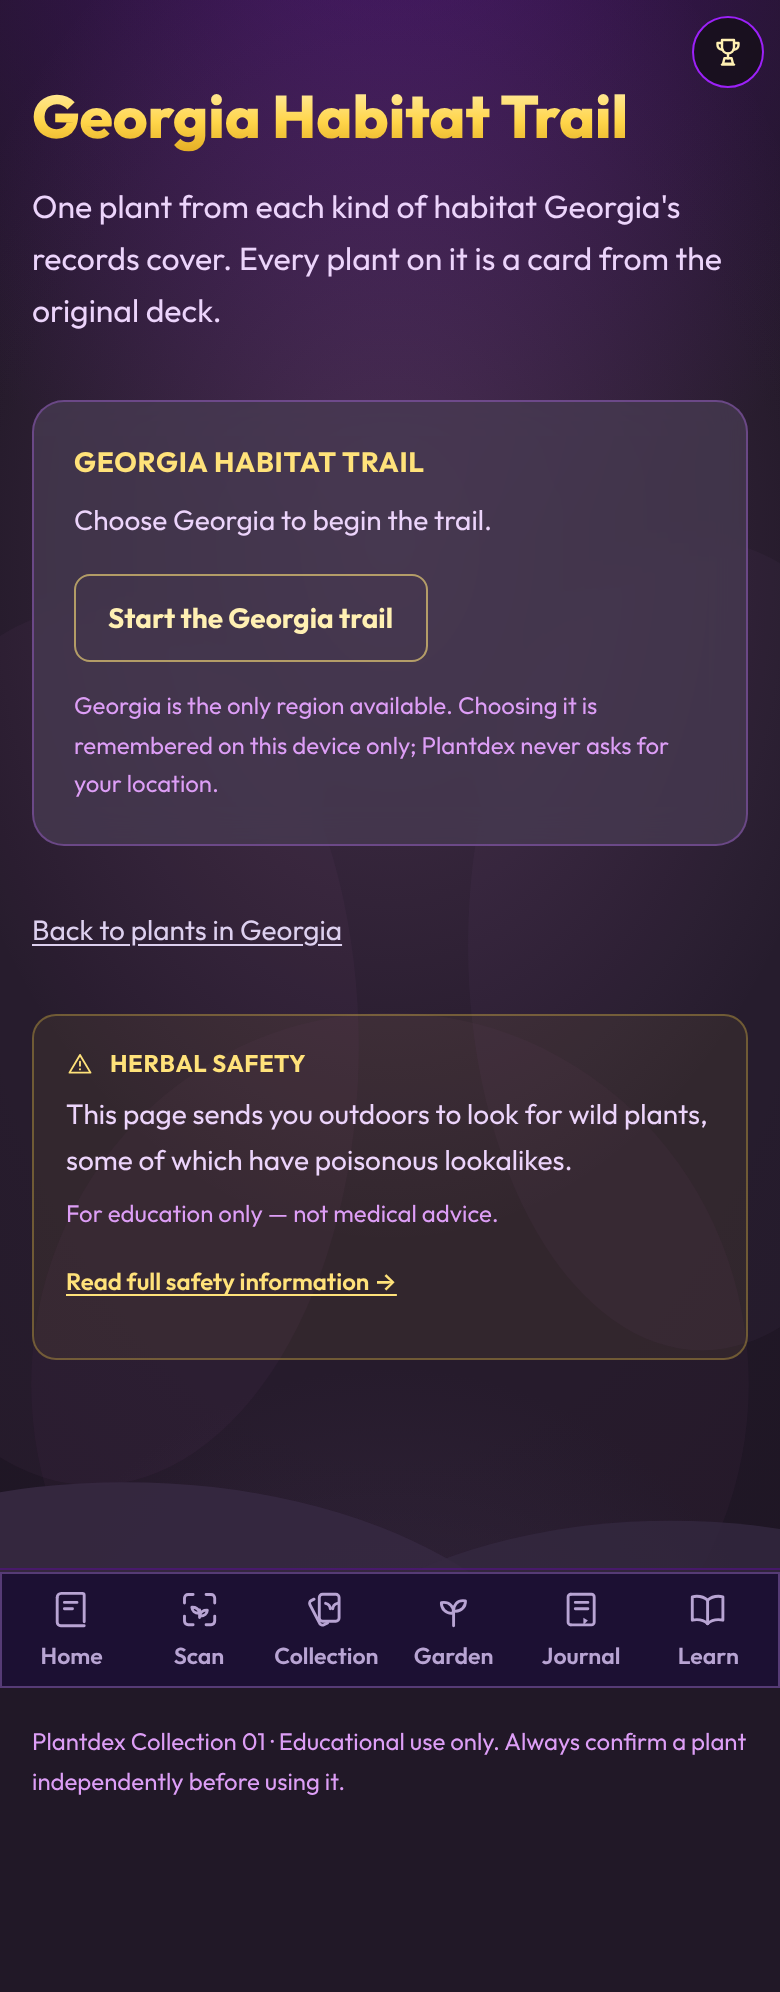 Georgia Habitat Trail
One plant from each kind of habitat Georgia's
records cover. Every plant on it is a card from the
original deck.
GEORGIA HABITAT TRAIL
Choose Georgia to begin the trail.
Start the Georgia trail
Georgia is the only region available. Choosing it is
remembered on this device only; Plantdex never asks for
your location.
Back to plants in Georgia
HERBAL SAFETY
This page sends you outdoors to look for wild plants,
some of which have poisonous lookalikes.
For education only — not medical advice.
Read full safety information →
Home Scan Collection Garden Journal Learn
Plantdex Collection 01 · Educational use only. Always confirm a plant
independently before using it.